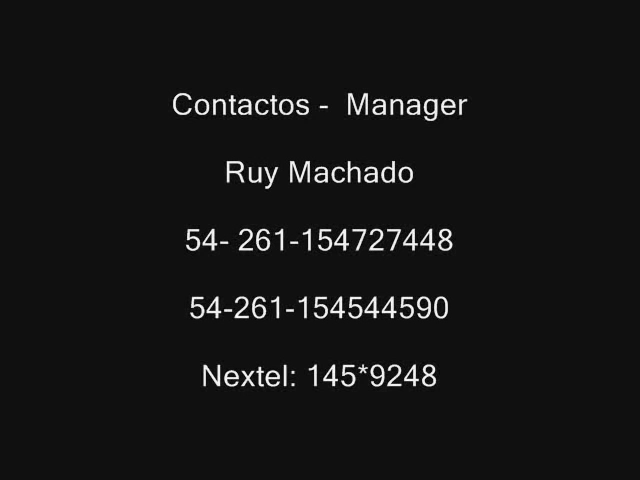 Contactos -  Manager
Ruy Machado
54- 261-154727448
54-261-154544590
Nextel: 145*9248